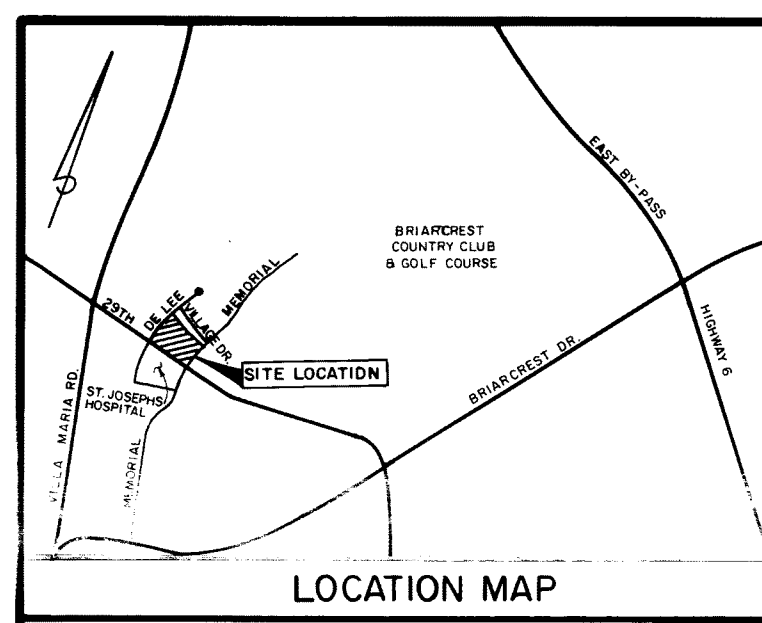 EAST BY-PASS
BRIARCREST
COUNTRY CLUB
& GOLF COURSE
MEMORIAL
29TH
DE LEE
VILLAGE DR.
HIGHWAY 6
SITE LOCATION
BRIARCREST DR.
ST. JOSEPHS
HOSPITAL
VILLA MARIA RD.
MEMORIAL
LOCATION MAP